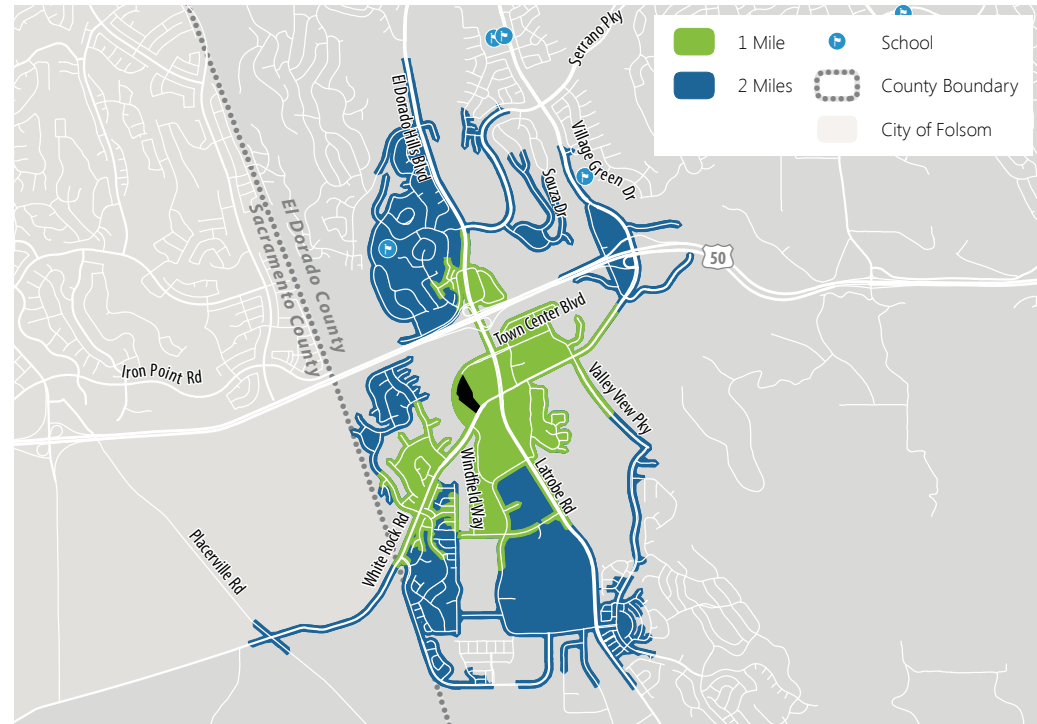 1 Mile
School
2 Miles
County Boundary
City of Folsom
Serrano Pky
El Dorado Hills Blvd
Village Green Dr
Souza Dr
50
El Dorado County
Sacramento County
Town Center Blvd
Iron Point Rd
Valley View Pky
Windfield Way
Latrobe Rd
White Rock Rd
Placerville Rd